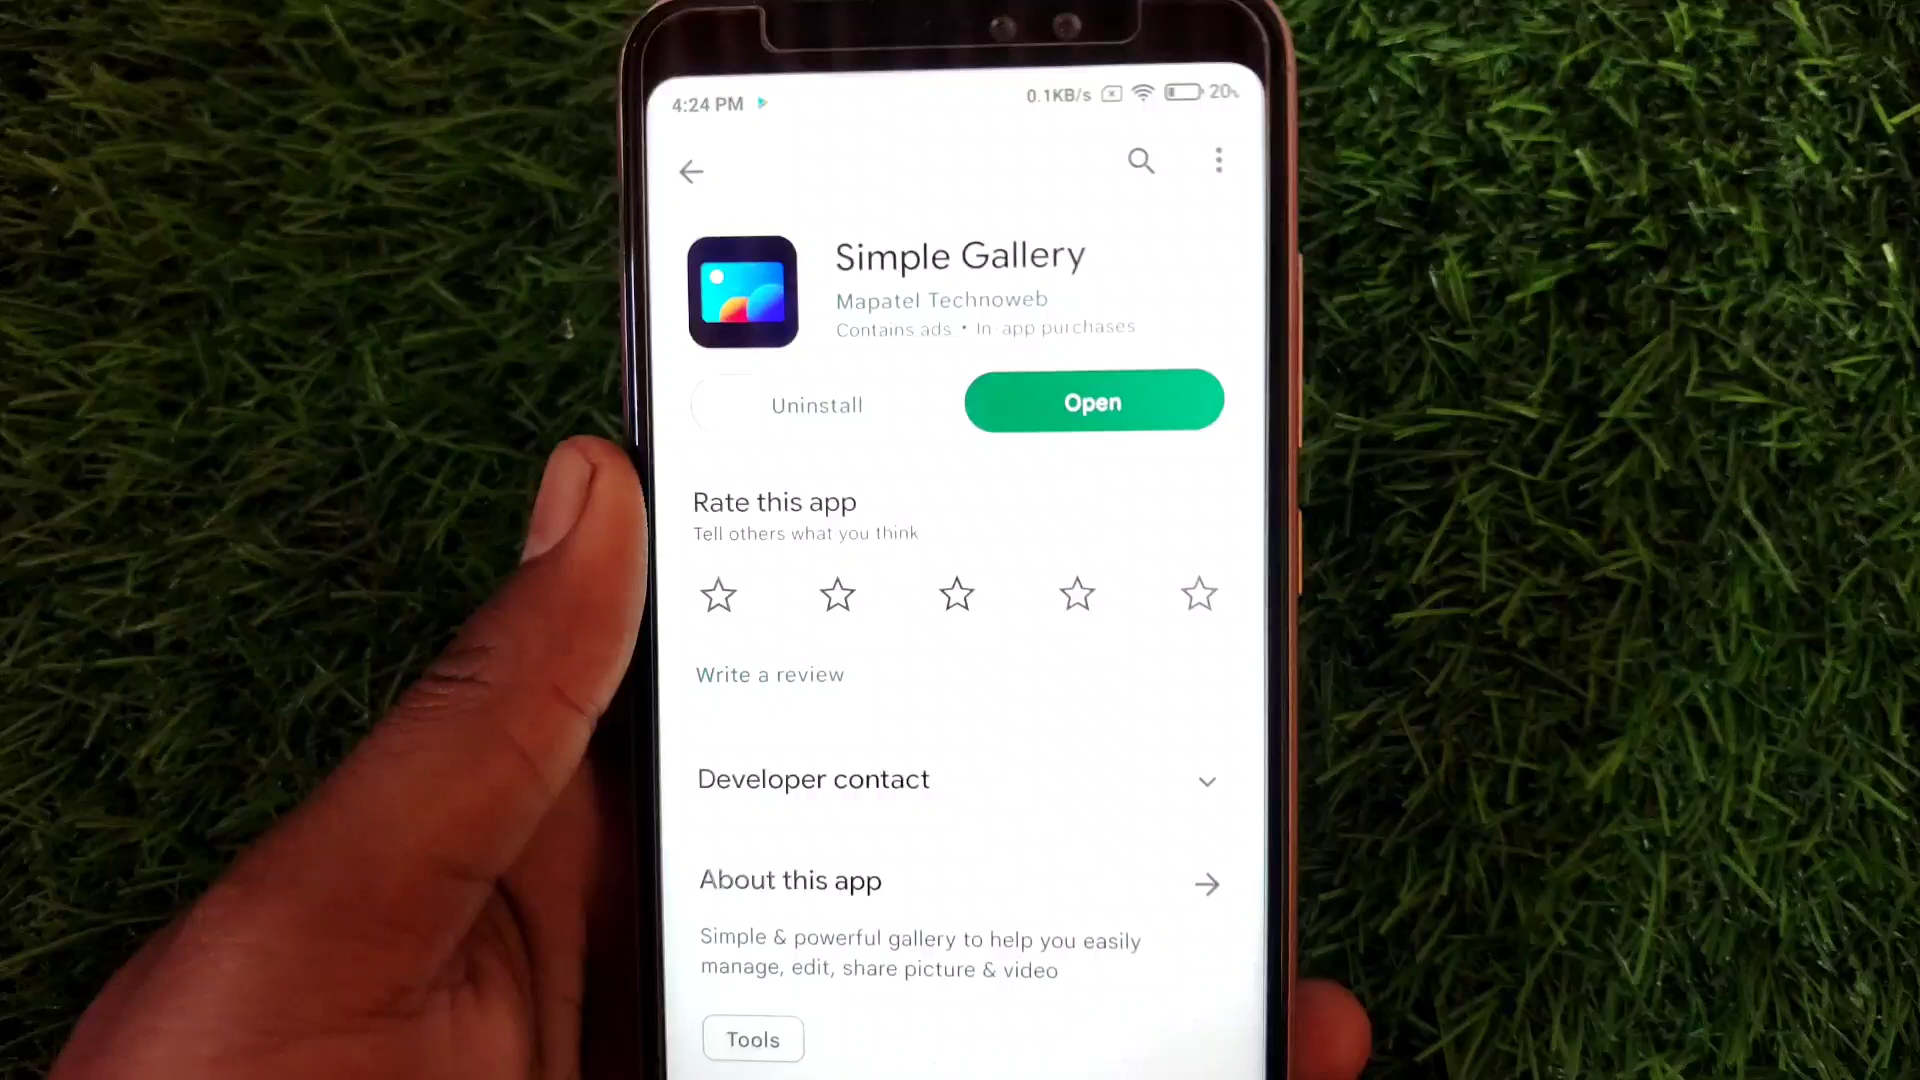 4:24 PM 0.1KB/s 20%
Simple Gallery
Mapatel Technoweb
Contains ads • In-app purchases
Uninstall Open
Rate this app
Tell others what you think
Write a review
Developer contact
About this app
Simple & powerful gallery to help you easily
manage, edit, share picture & video
Tools